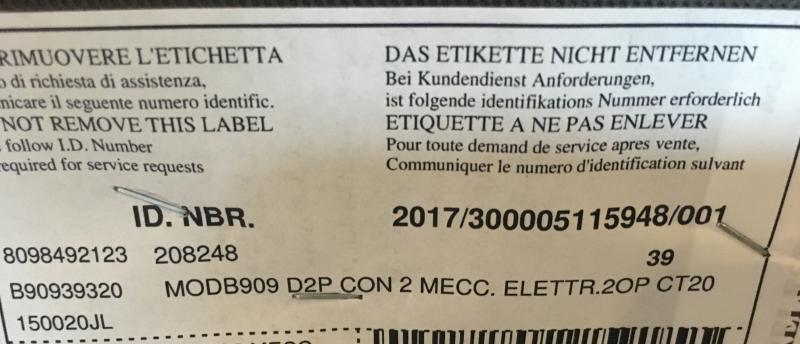 RIMUOVERE L'ETICHETTA
o di richiesta di assistenza,
nicare il seguente numero identific.
NOT REMOVE THIS LABEL
follow I.D. Number
equired for service requests
DAS ETIKETTE NICHT ENTFERNEN
Bei Kundendienst Anforderungen,
ist folgende identifikations Nummer erforderlich
ETIQUETTE A NE PAS ENLEVER
Pour toute demande de service apres vente,
Communiquer le numero d'identification sulvant
ID. NBR. 2017/300005115948/001
8098492123 208248 39
B90939320 MODB909 D2P CON 2 MECC. ELETTR.2OP CT20
150020JL